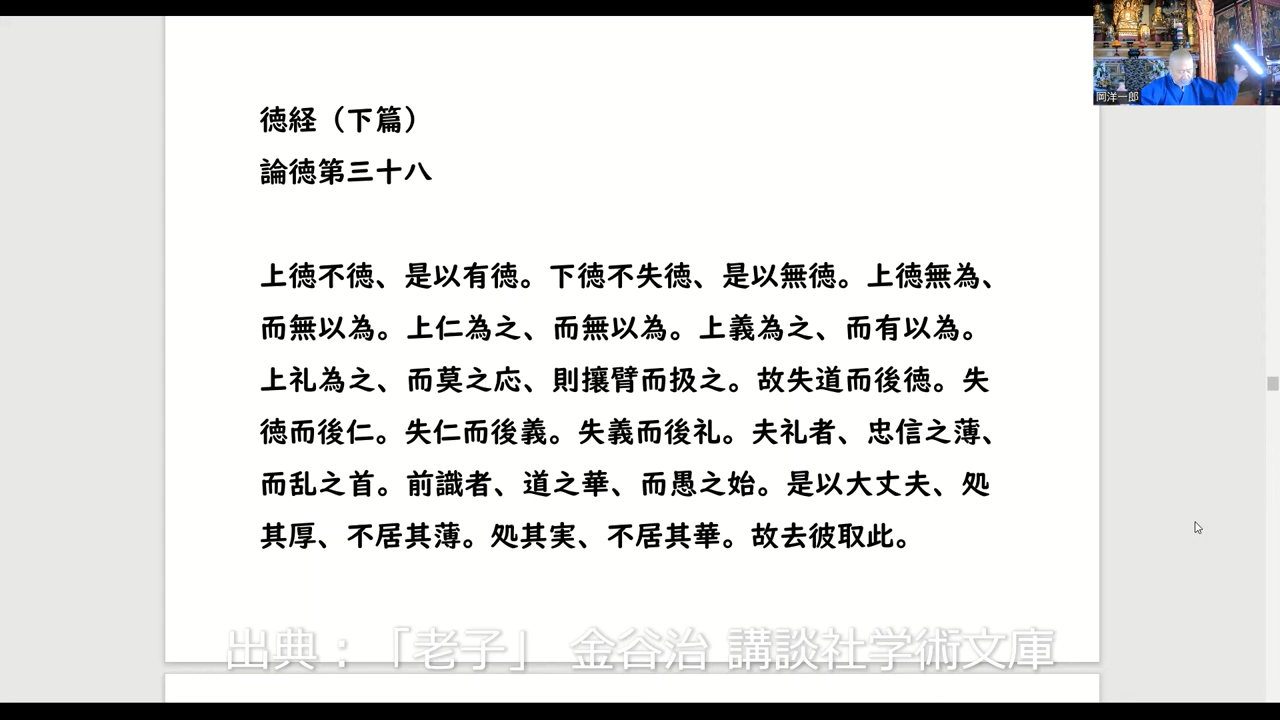 岡洋一郎
徳経（下篇）
論徳第三十八
上徳不徳、是以有徳。下徳不失徳、是以無徳。上徳無為、
而無以為。上仁為之、而無以為。上義為之、而有以為。
上礼為之、而莫之応、則攘臂而扱之。故失道而後徳。失
徳而後仁。失仁而後義。失義而後礼。夫礼者、忠信之薄、
而乱之首。前識者、道之華、而愚之始。是以大丈夫、処
其厚、不居其薄。処其実、不居其華。故去彼取此。
出典：「老子」 金谷治 講談社学術文庫